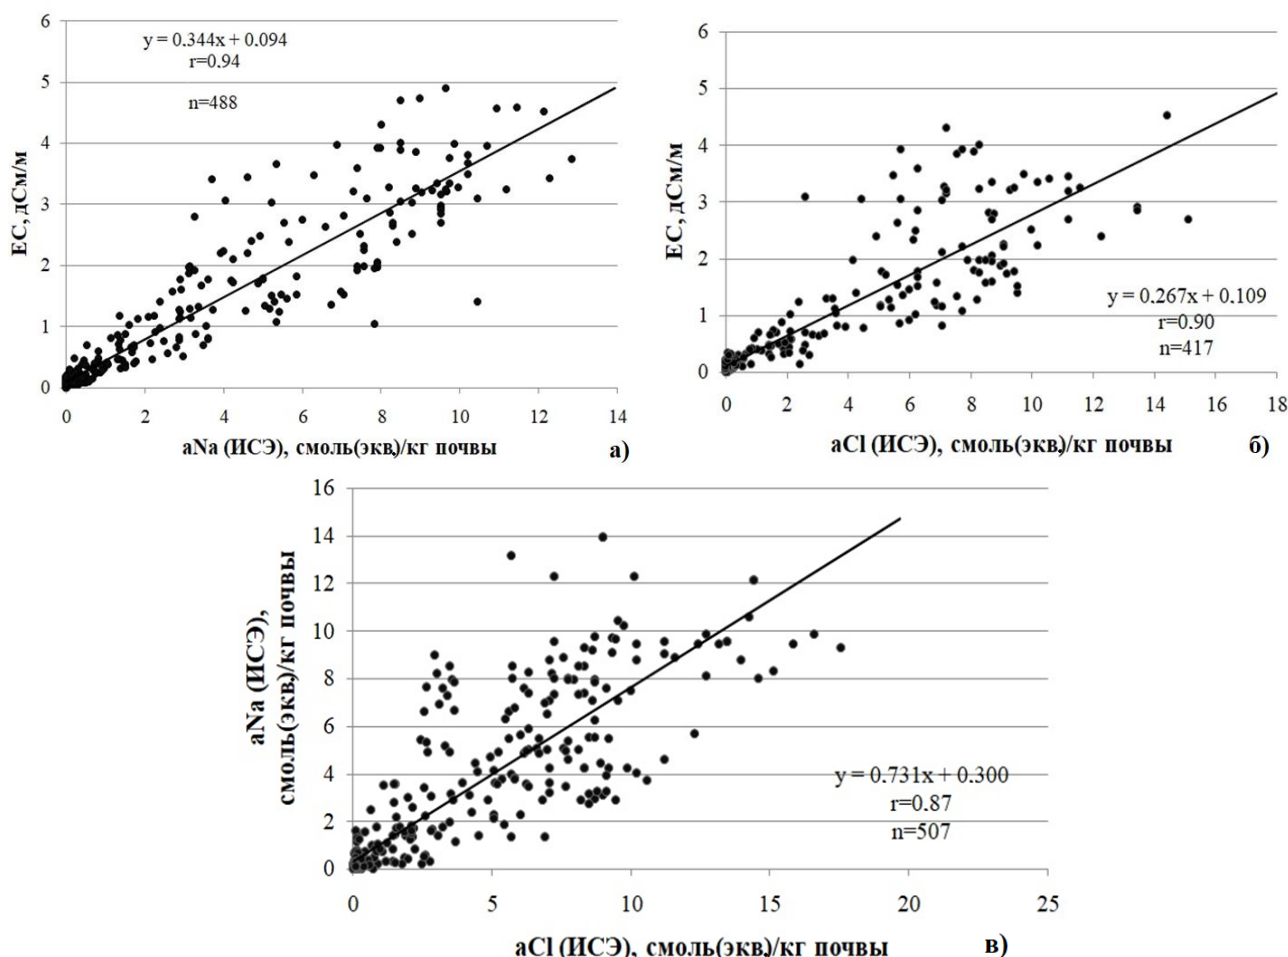 6
5
4
3
2
1
0
EC, дСм/м
y = 0.344x + 0.094
r=0.94
n=488
0 2 4 6 8 10 12 14
aNa (ИСЭ), смоль(экв.)/кг почвы
а)
6
5
4
3
2
1
0
EC, дСм/м
y = 0.267x + 0.109
r=0.90
n=417
0 2 4 6 8 10 12 14 16 18
aCl (ИСЭ), смоль(экв.)/кг почвы
б)
16
14
12
10
8
6
4
2
0
aNa (ИСЭ),
смоль(экв.)/кг почвы
y = 0.731x + 0.300
r=0.87
n=507
0 5 10 15 20 25
aCl (ИСЭ), смоль(экв.)/кг почвы
в)